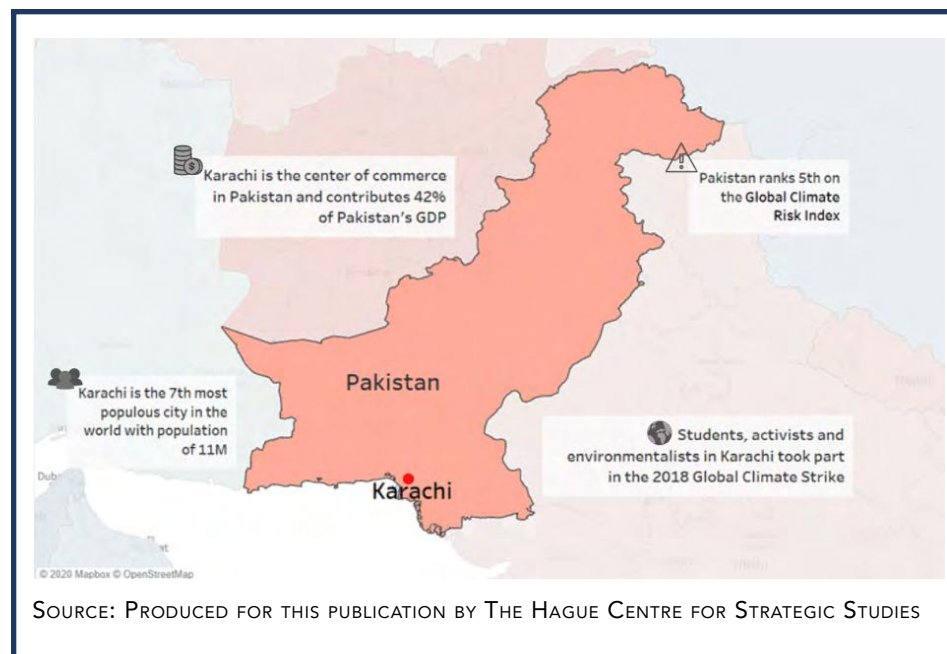 Karachi is the center of commerce
in Pakistan and contributes 42%
of Pakistan's GDP
Pakistan ranks 5th on
the Global Climate
Risk Index
Pakistan
Karachi is the 7th most
populous city in the
world with population
of 11M
Students, activists and
environmentalists in Karachi took part
in the 2018 Global Climate Strike
Karachi
© 2020 Mapbox © OpenStreetMap
SOURCE: PRODUCED FOR THIS PUBLICATION BY THE HAGUE CENTRE FOR STRATEGIC STUDIES